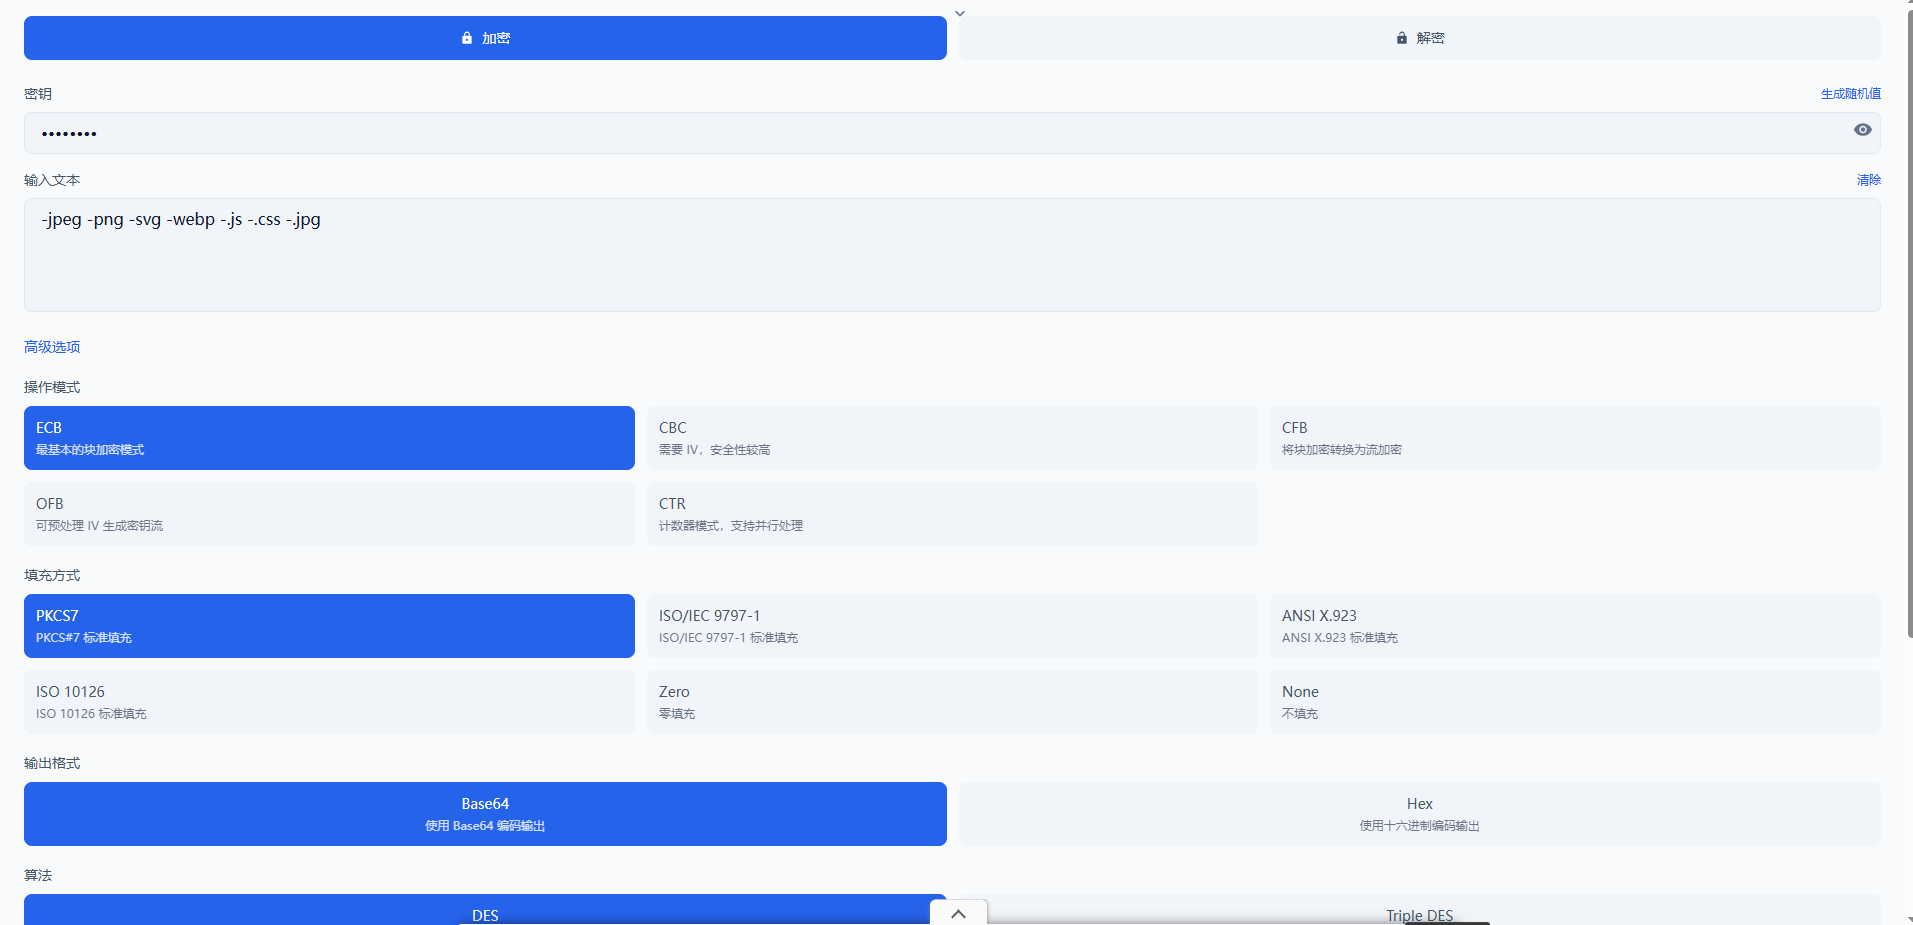 加密
解密
密钥
生成随机值
••••••••
输入文本
清除
-jpeg -png -svg -webp -.js -.css -.jpg
高级选项
操作模式
ECB
最基本的块加密模式
CBC
需要 IV，安全性较高
CFB
将块加密转换为流加密
OFB
可预处理 IV 生成密钥流
CTR
计数器模式，支持并行处理
填充方式
PKCS7
PKCS#7 标准填充
ISO/IEC 9797-1
ISO/IEC 9797-1 标准填充
ANSI X.923
ANSI X.923 标准填充
ISO 10126
ISO 10126 标准填充
Zero
零填充
None
不填充
输出格式
Base64
使用 Base64 编码输出
Hex
使用十六进制编码输出
算法
DES
Triple DES